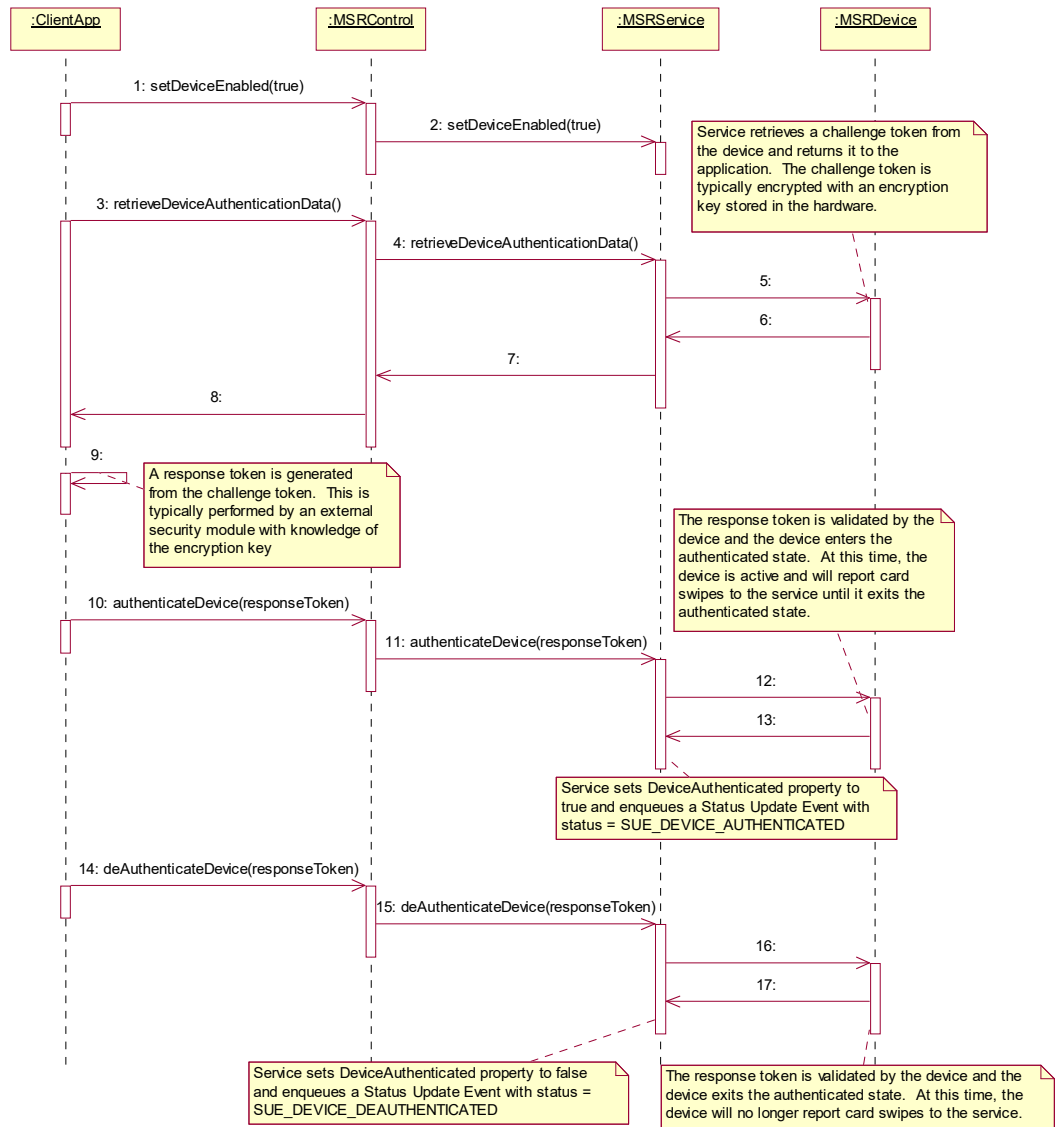 :ClientApp
:MSRControl
:MSRService
:MSRDevice
1: setDeviceEnabled(true)
2: setDeviceEnabled(true)
Service retrieves a challenge token from
the device and returns it to the
application. The challenge token is
typically encrypted with an encryption
key stored in the hardware.
3: retrieveDeviceAuthenticationData()
4: retrieveDeviceAuthenticationData()
5:
6:
7:
8:
9:
A response token is generated
from the challenge token. This is
typically performed by an external
security module with knowledge of
the encryption key
The response token is validated by the
device and the device enters the
authenticated state. At this time, the
device is active and will report card
swipes to the service until it exits the
authenticated state.
10: authenticateDevice(responseToken)
11: authenticateDevice(responseToken)
12:
13:
Service sets DeviceAuthenticated property to
true and enqueues a Status Update Event with
status = SUE_DEVICE_AUTHENTICATED
14: deAuthenticateDevice(responseToken)
15: deAuthenticateDevice(responseToken)
16:
17:
Service sets DeviceAuthenticated property to false
and enqueues a Status Update Event with status =
SUE_DEVICE_DEAUTHENTICATED
The response token is validated by the device and the
device exits the authenticated state. At this time, the
device will no longer report card swipes to the service.